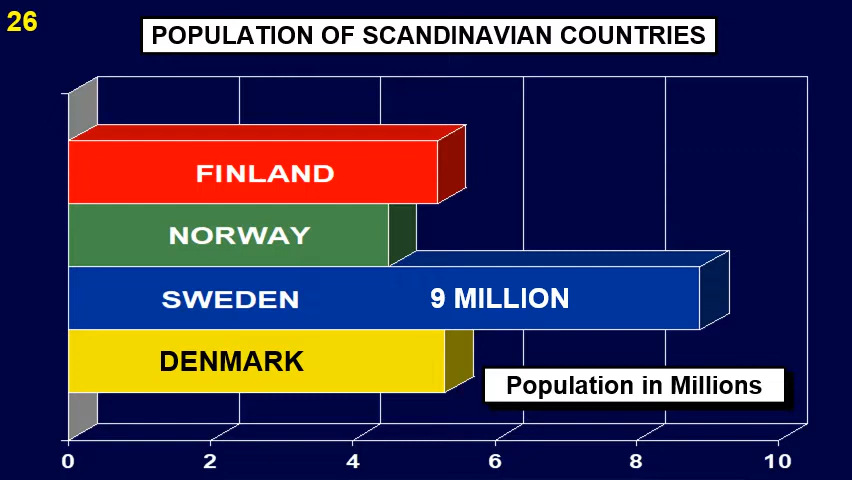 26
POPULATION OF SCANDINAVIAN COUNTRIES
FINLAND
NORWAY
SWEDEN 9 MILLION
DENMARK
Population in Millions
0 2 4 6 8 10